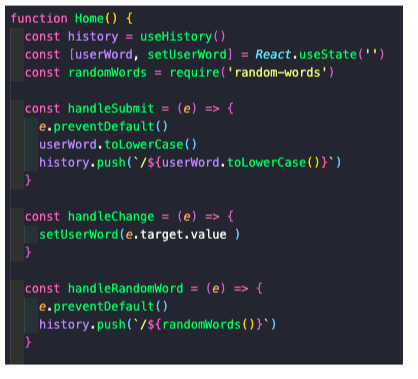 function Home() {
const history = useHistory()
const [userWord, setUserWord] = React.useState('')
const randomWords = require('random-words')
const handleSubmit = (e) => {
e.preventDefault()
userWord.toLowerCase()
history.push(`/${userWord.toLowerCase()}`)
}
const handleChange = (e) => {
setUserWord(e.target.value )
}
const handleRandomWord = (e) => {
e.preventDefault()
history.push(`/${randomWords()}`)
}